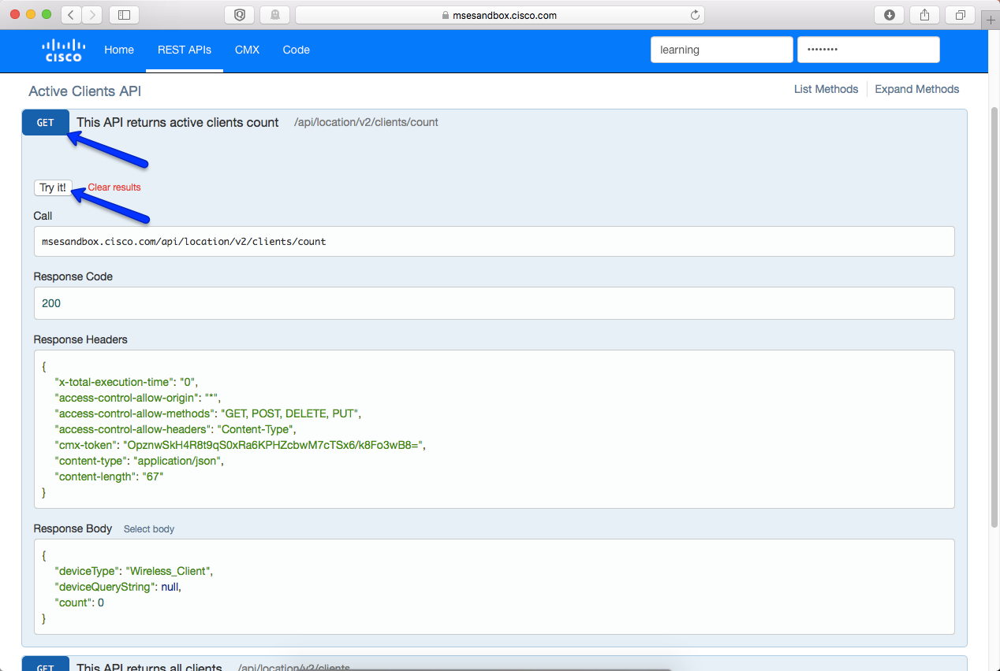 msesandbox.cisco.com
CISCO
Home REST APIs CMX Code learning ••••••••
Active Clients API List Methods Expand Methods
GET This API returns active clients count /api/location/v2/clients/count
Try it! Clear results
Call
msesandbox.cisco.com/api/location/v2/clients/count
Response Code
200
Response Headers
{
"x-total-execution-time": "0",
"access-control-allow-origin": "*",
"access-control-allow-methods": "GET, POST, DELETE, PUT",
"access-control-allow-headers": "Content-Type",
"cmx-token": "OpznwSkH4R8t9qS0xRa6KPHZcbwM7cTSx6/k8Fo3wB8=",
"content-type": "application/json",
"content-length": "67"
}
Response Body Select body
{
"deviceType": "Wireless_Client",
"deviceQueryString": null,
"count": 0
}
GET This API returns all clients /api/location/v2/clients